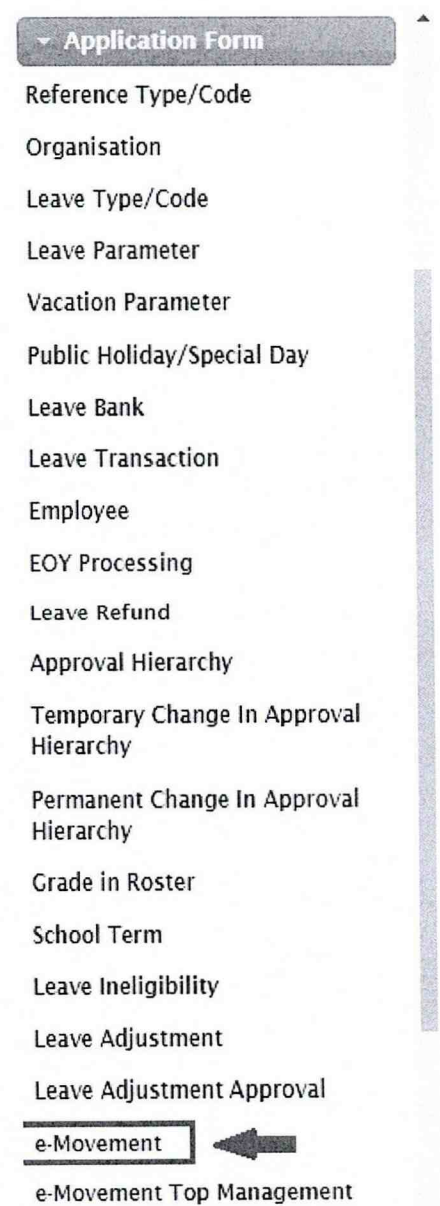 Application Form
Reference Type/Code
Organisation
Leave Type/Code
Leave Parameter
Vacation Parameter
Public Holiday/Special Day
Leave Bank
Leave Transaction
Employee
EOY Processing
Leave Refund
Approval Hierarchy
Temporary Change In Approval
Hierarchy
Permanent Change In Approval
Hierarchy
Grade in Roster
School Term
Leave Ineligibility
Leave Adjustment
Leave Adjustment Approval
e-Movement
e-Movement Top Management